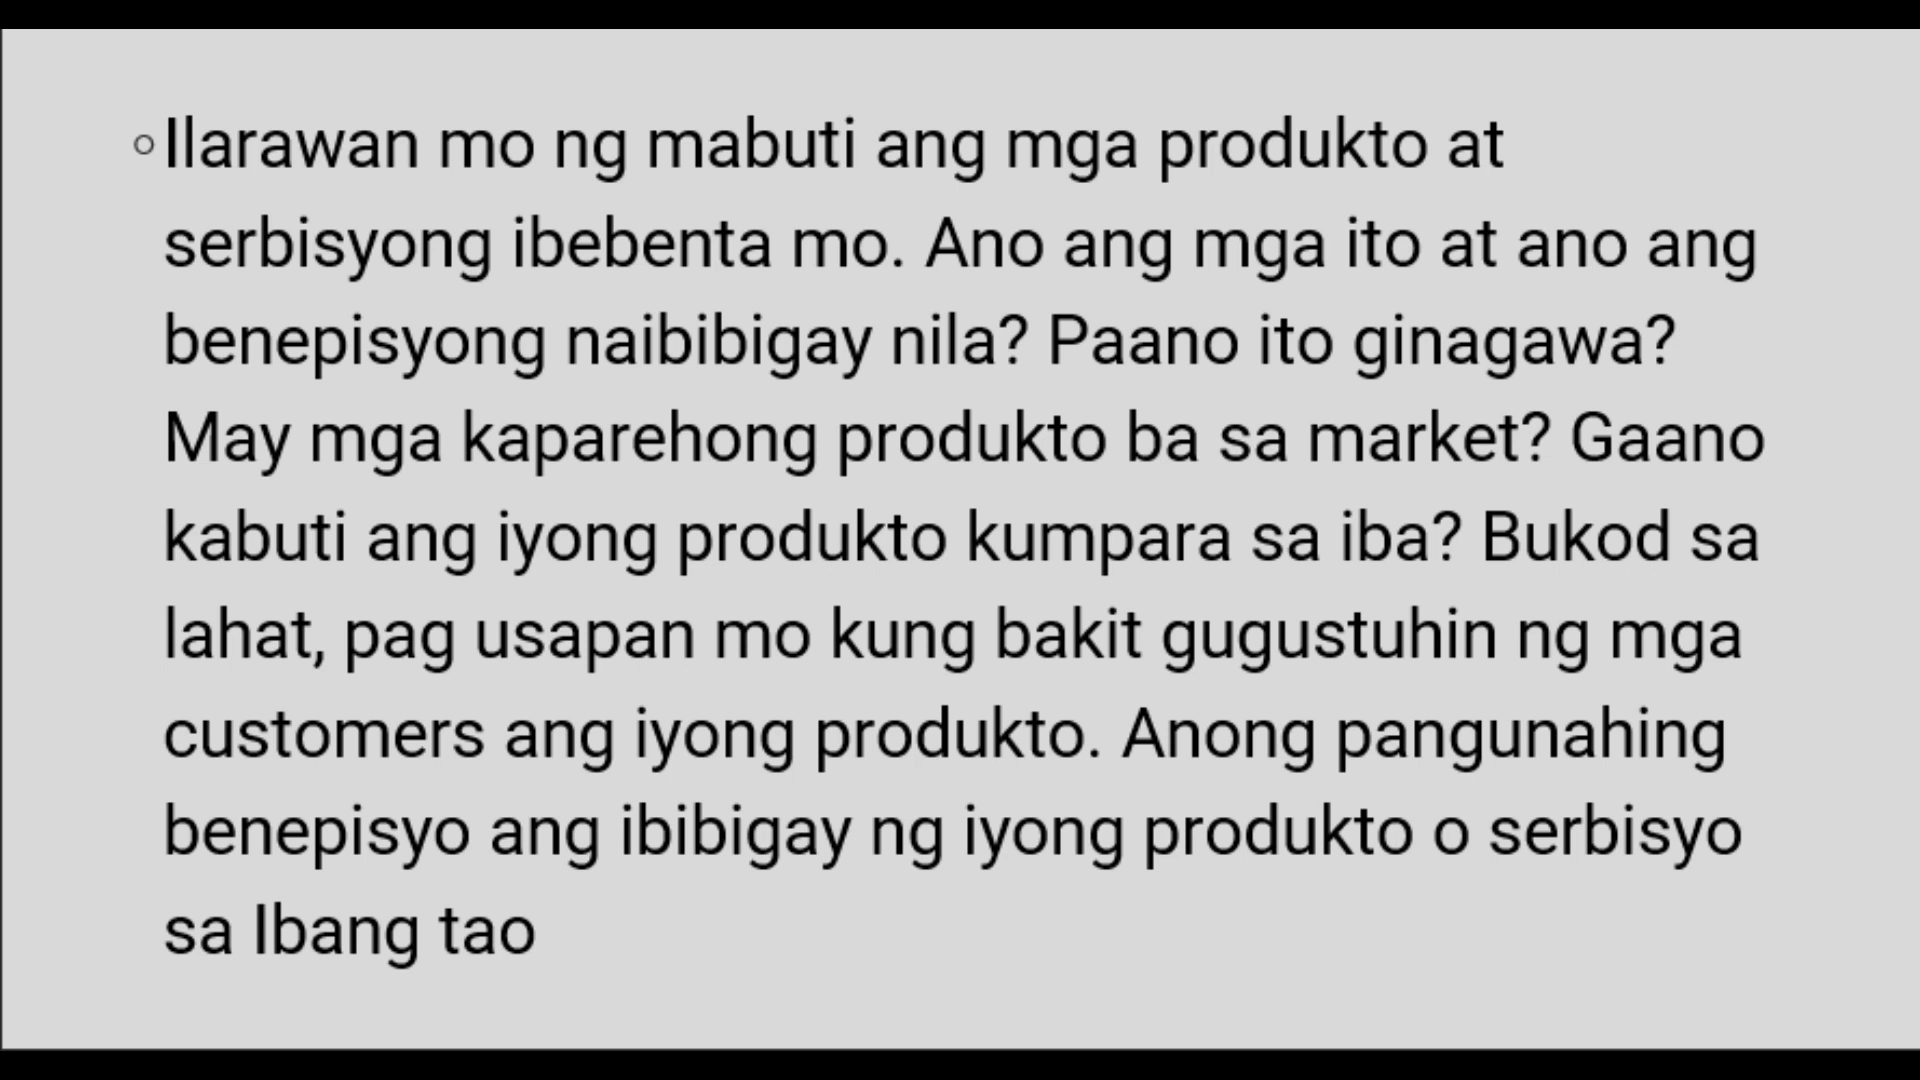 ◦Ilarawan mo ng mabuti ang mga produkto at
serbisyong ibebenta mo. Ano ang mga ito at ano ang
benepisyong naibibigay nila? Paano ito ginagawa?
May mga kaparehong produkto ba sa market? Gaano
kabuti ang iyong produkto kumpara sa iba? Bukod sa
lahat, pag usapan mo kung bakit gugustuhin ng mga
customers ang iyong produkto. Anong pangunahing
benepisyo ang ibibigay ng iyong produkto o serbisyo
sa Ibang tao